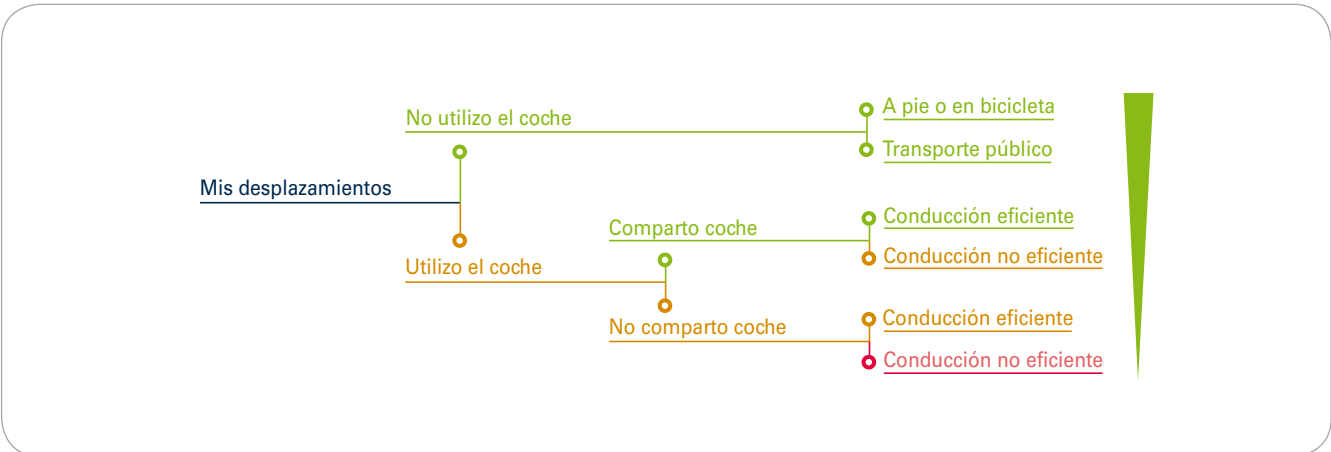 A pie o en bicicleta
No utilizo el coche
Transporte público
Mis desplazamientos
Conducción eficiente
Comparto coche
Conducción no eficiente
Utilizo el coche
Conducción eficiente
No comparto coche
Conducción no eficiente